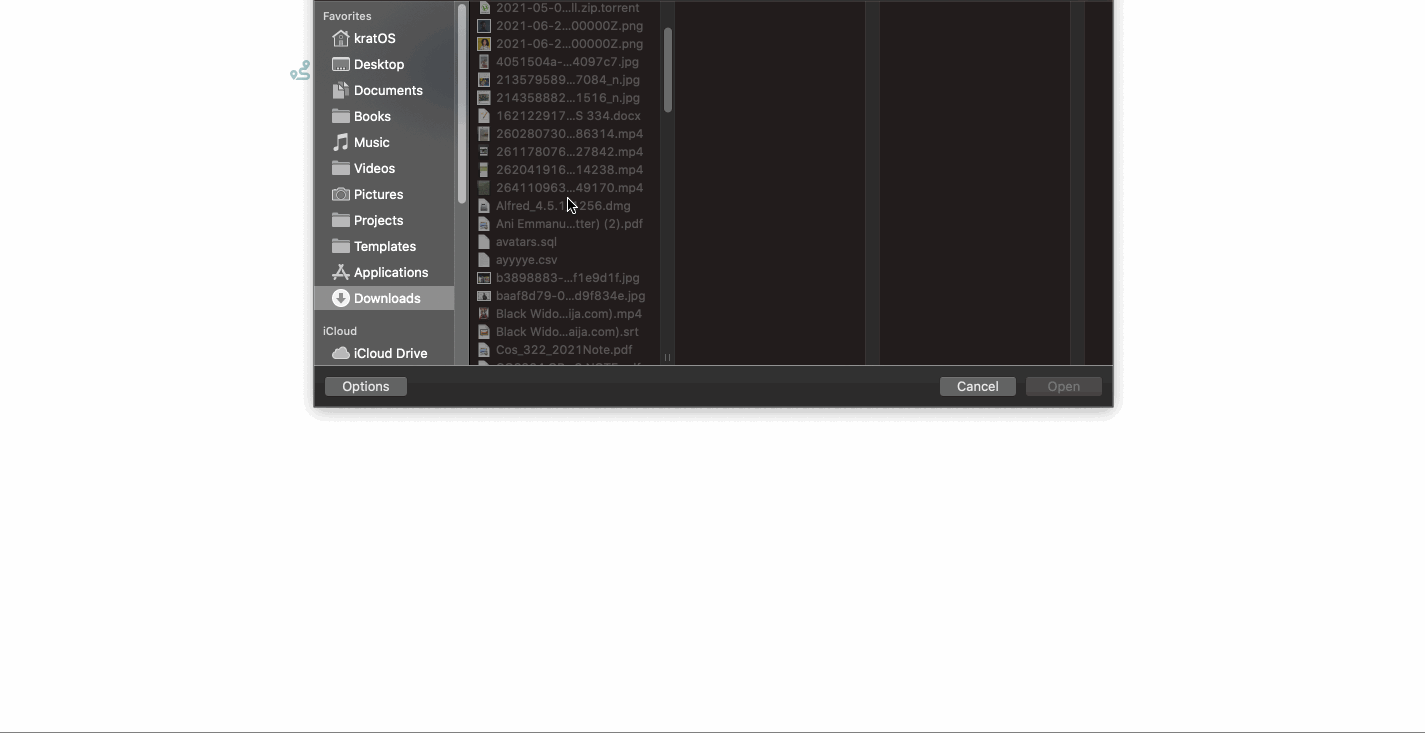 Favorites
kratOS
Desktop
Documents
Books
Music
Videos
Pictures
Projects
Templates
Applications
Downloads
iCloud
iCloud Drive
2021-05-0...ll.zip.torrent
2021-06-2...00000Z.png
2021-06-2...00000Z.png
4051504a-...4097c7.jpg
213579589...7084_n.jpg
214358882...1516_n.jpg
162122917...S 334.docx
260280730...86314.mp4
261178076...27842.mp4
262041916...14238.mp4
264110963...49170.mp4
Alfred_4.5.1 256.dmg
Ani Emmanu...tter) (2).pdf
avatars.sql
ayyyye.csv
b3898883-...f1e9d1f.jpg
baaf8d79-0...d9f834e.jpg
Black Wido...ija.com).mp4
Black Wido...aija.com).srt
Cos_322_2021Note.pdf
Options
Cancel
Open